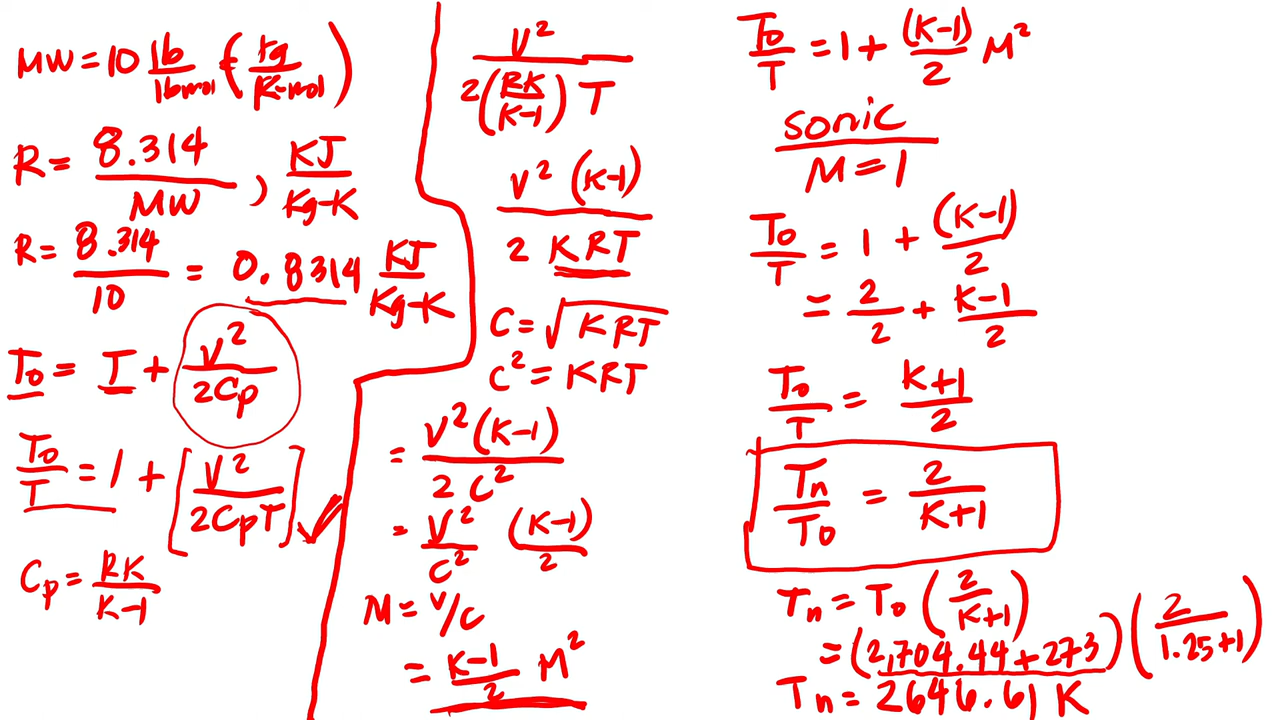 MW = 10 lb/lbmol (kg/K-mol)
R = 8.314/MW, KJ/Kg-K
R = 8.314/10 = 0.8314 KJ/Kg-K
To = T + V²/2Cp
To/T = 1 + [V²/2CpT]
Cp = RK/K-1
V²/2(RK/K-1)T
V²(K-1)/2 KRT
C = √KRT
C² = KRT
= V²(K-1)/2C²
= V²/C² (K-1)/2
M = V/C
= K-1/2 M²
To/T = 1 + (K-1)/2 M²
sonic
M = 1
To/T = 1 + (K-1)/2
= 2/2 + K-1/2
To/T = K+1/2
Tn/To = 2/K+1
Tn = To (2/K+1)
= (2,704.44 + 273)(2/1.25+1)
Tn = 2646.61 K